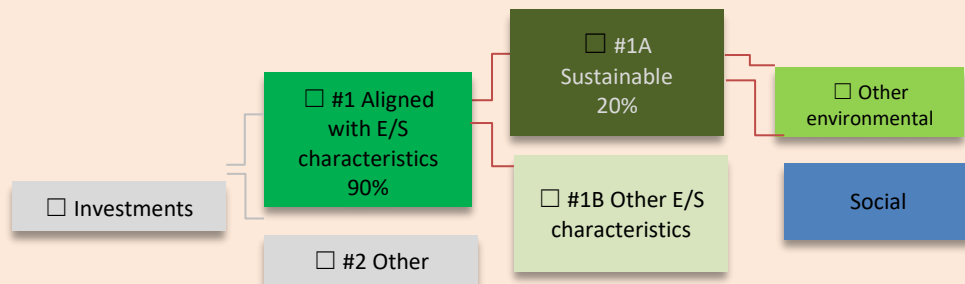 ☐ #1A
Sustainable
20%
☐ #1 Aligned
with E/S
characteristics
90%
☐ Other
environmental
☐ Investments
☐ #1B Other E/S
characteristics
Social
☐ #2 Other